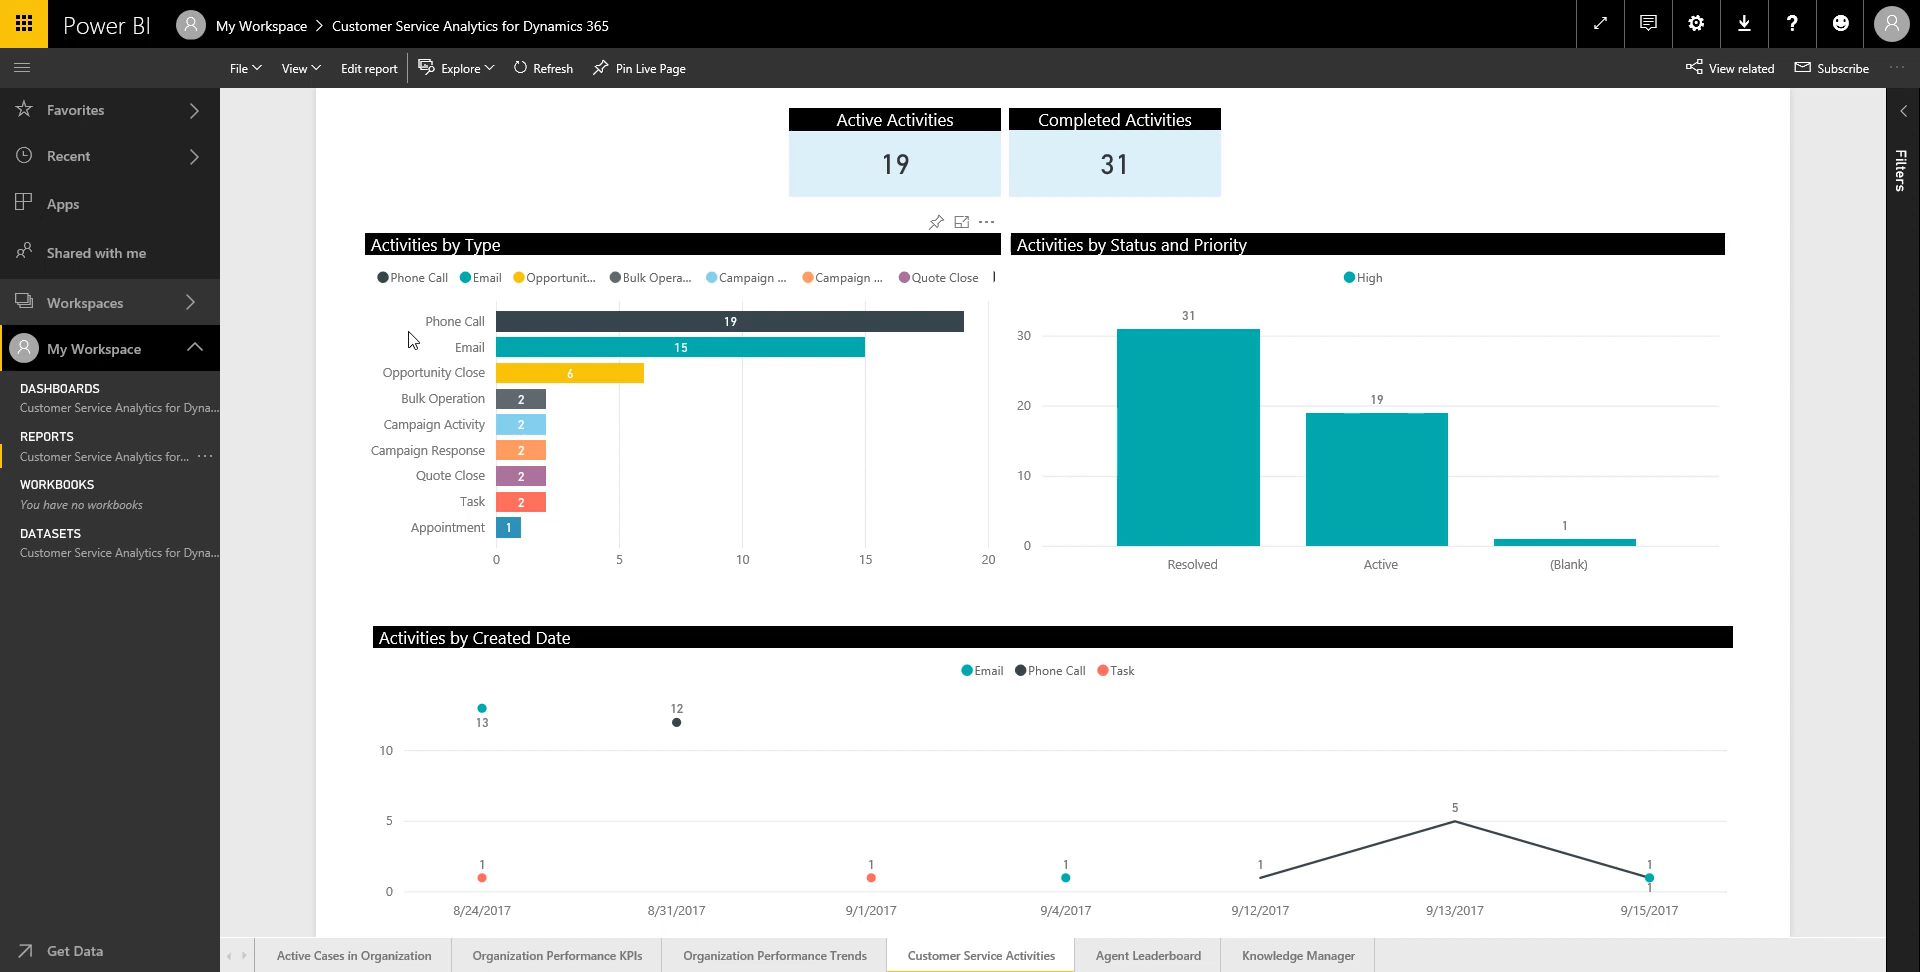 Power BI
My Workspace > Customer Service Analytics for Dynamics 365
File View Edit report Explore Refresh Pin Live Page
View related Subscribe ...
Favorites
Recent
Apps
Shared with me
Workspaces
My Workspace
DASHBOARDS
Customer Service Analytics for Dyna...
REPORTS
Customer Service Analytics for... ...
WORKBOOKS
You have no workbooks
DATASETS
Customer Service Analytics for Dyna...
Get Data
Filters
Active Activities
19
Completed Activities
31
Activities by Type
Phone Call Email Opportunit... Bulk Opera... Campaign ... Campaign ... Quote Close
Phone Call 19
Email 15
Opportunity Close 6
Bulk Operation 2
Campaign Activity 2
Campaign Response 2
Quote Close 2
Task 2
Appointment 1
0 5 10 15 20
Activities by Status and Priority
High
30
20
10
0
31
19
1
Resolved Active (Blank)
Activities by Created Date
Email Phone Call Task
13
12
10
5
5
1 1 1 1 1
1
0
8/24/2017 8/31/2017 9/1/2017 9/4/2017 9/12/2017 9/13/2017 9/15/2017
Active Cases in Organization Organization Performance KPIs Organization Performance Trends Customer Service Activities Agent Leaderboard Knowledge Manager